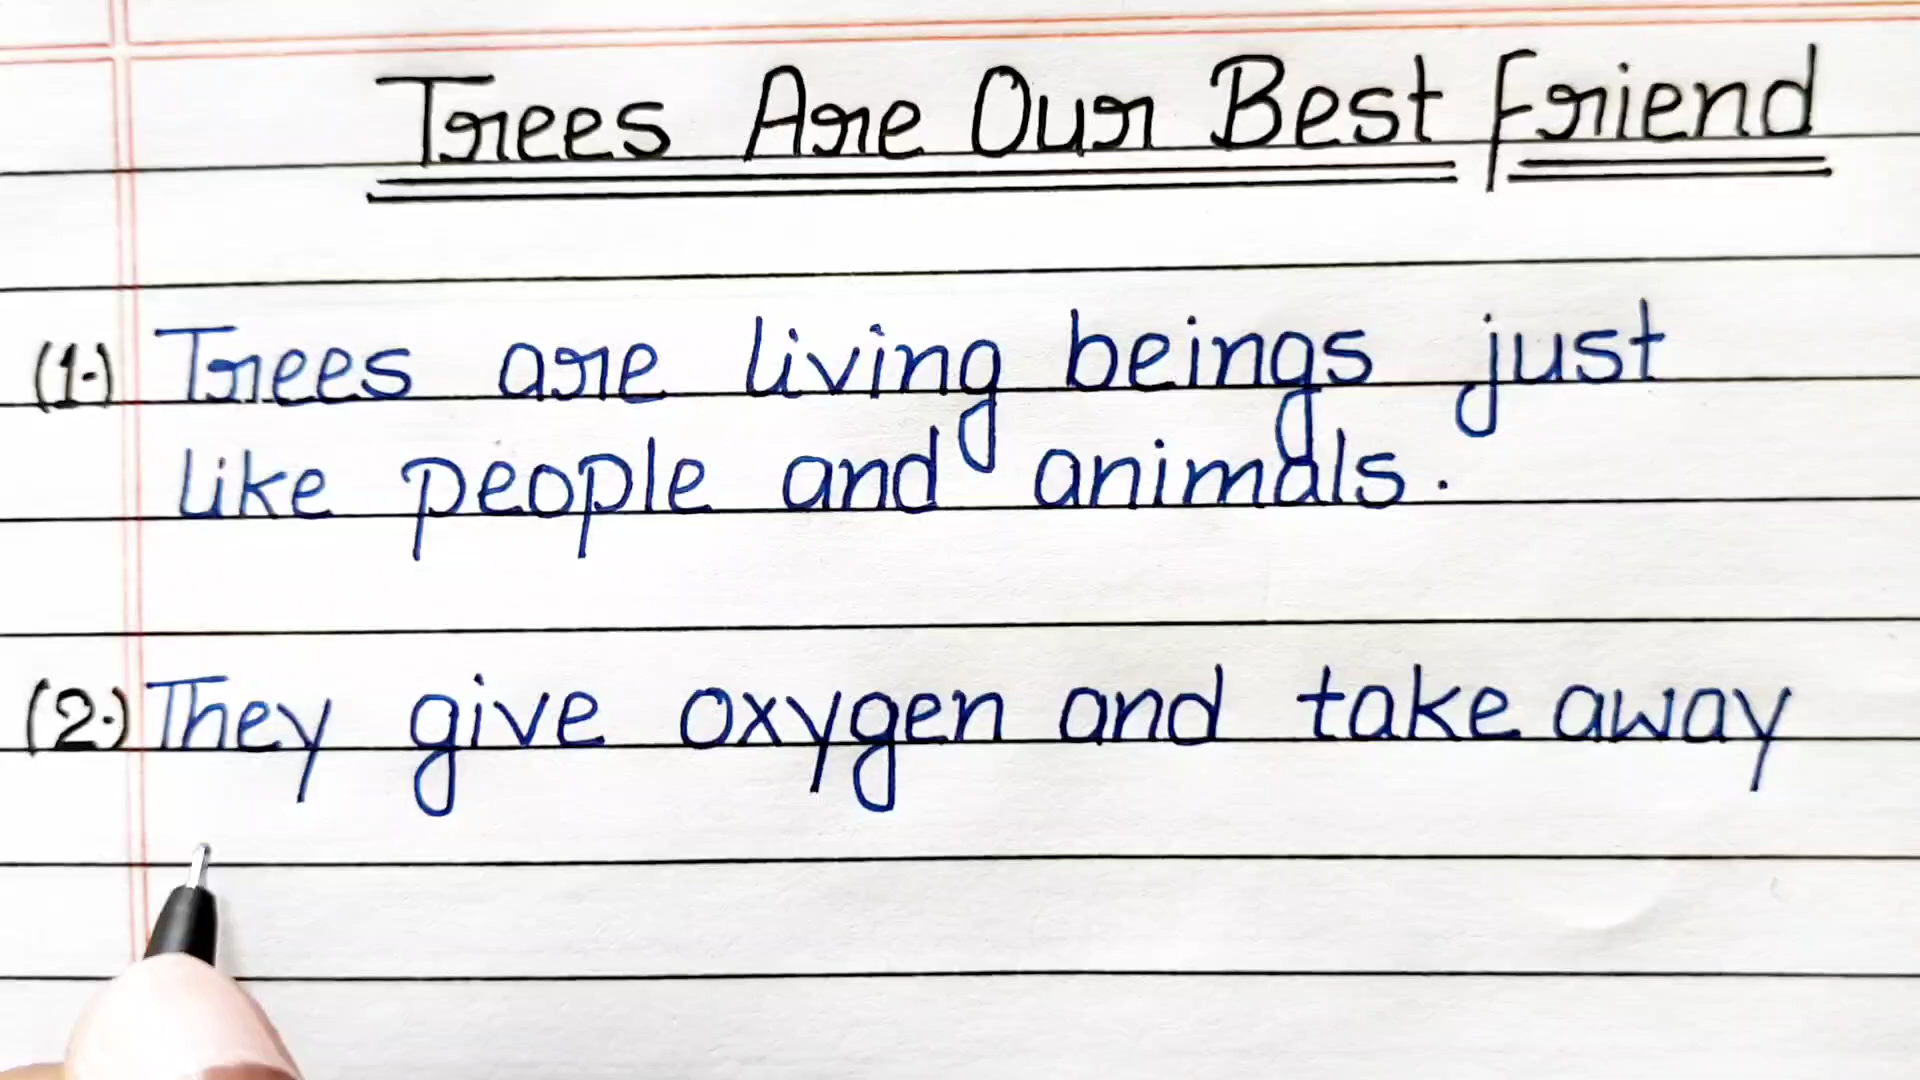 Trees Are Our Best Friend
(1.) Trees are living beings just
like people and animals.
(2.) They give oxygen and take away